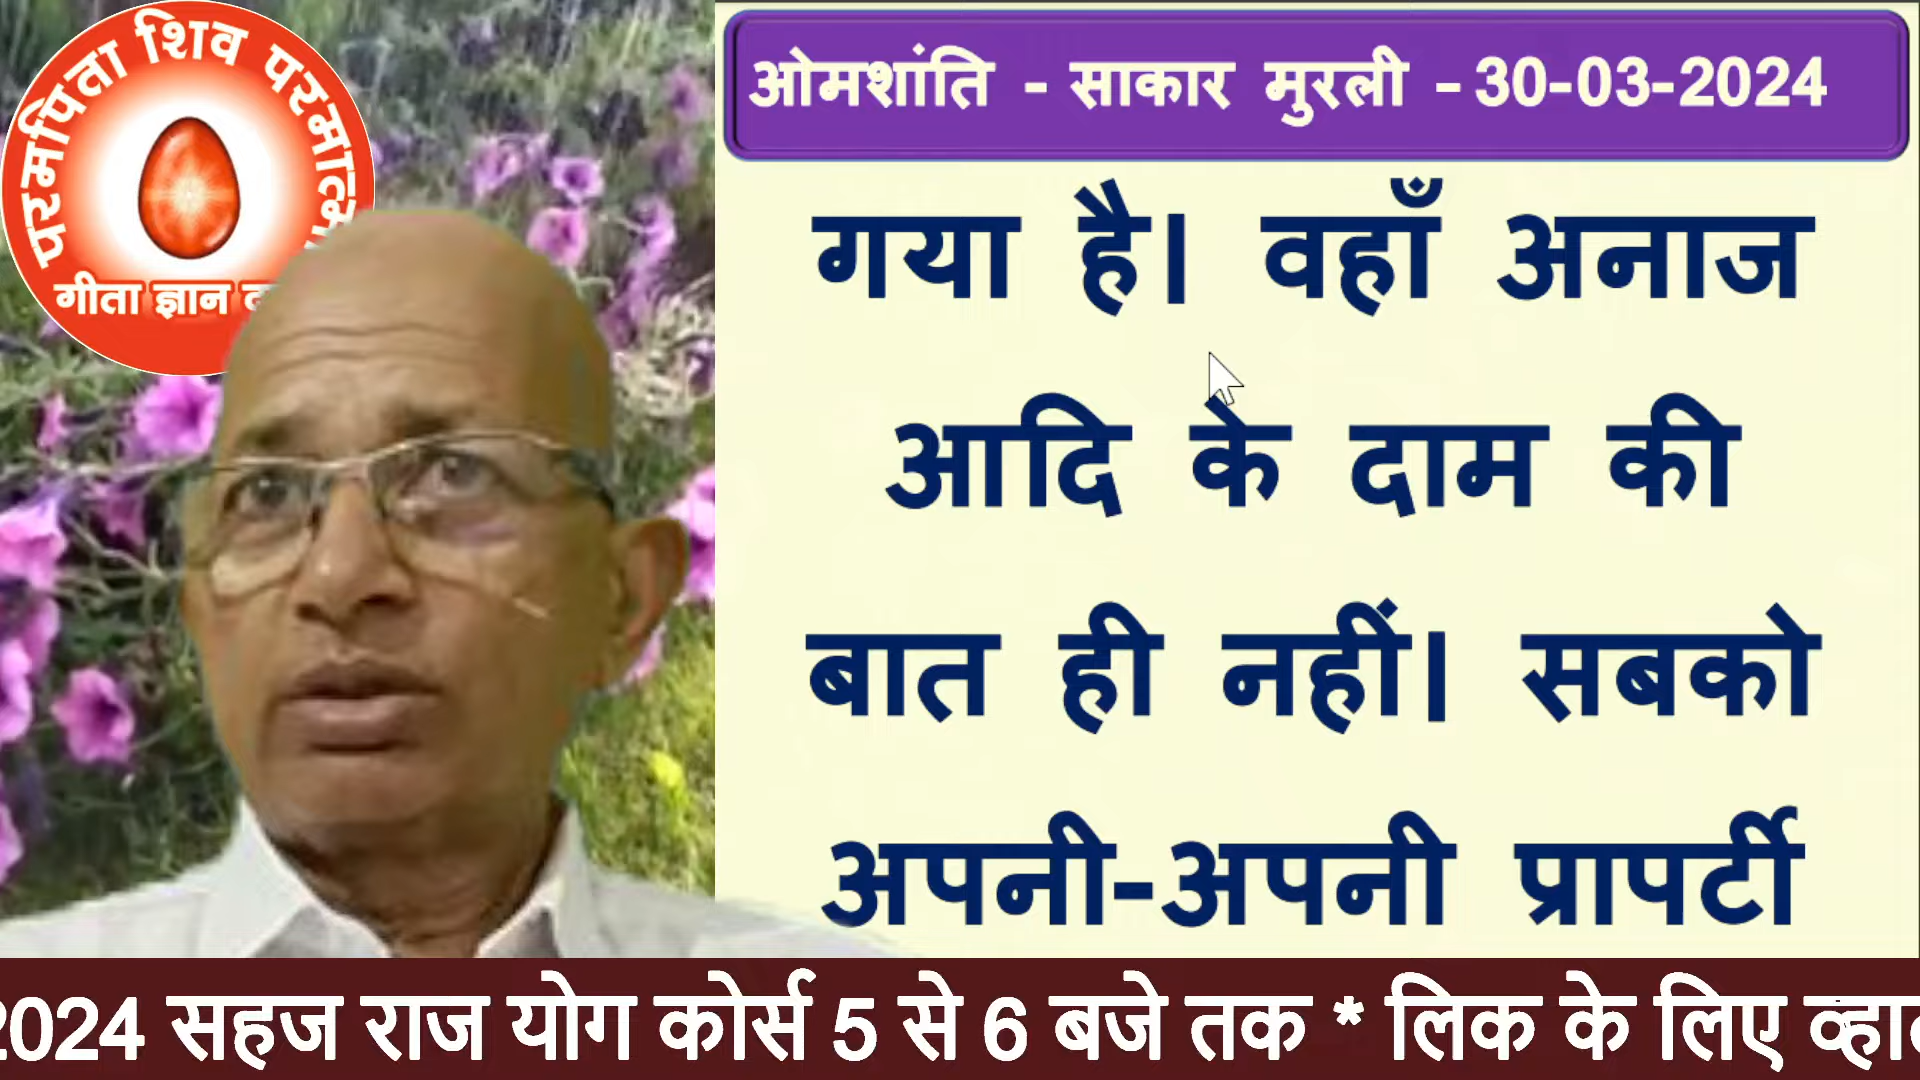 परमपिता शिव परमात्मा
गीता ज्ञान
ओमशांति - साकार मुरली - 30-03-2024
गया है। वहाँ अनाज
आदि के दाम की
बात ही नहीं। सबको
अपनी-अपनी प्रापर्टी
2024 सहज राज योग कोर्स 5 से 6 बजे तक * लिक के लिए